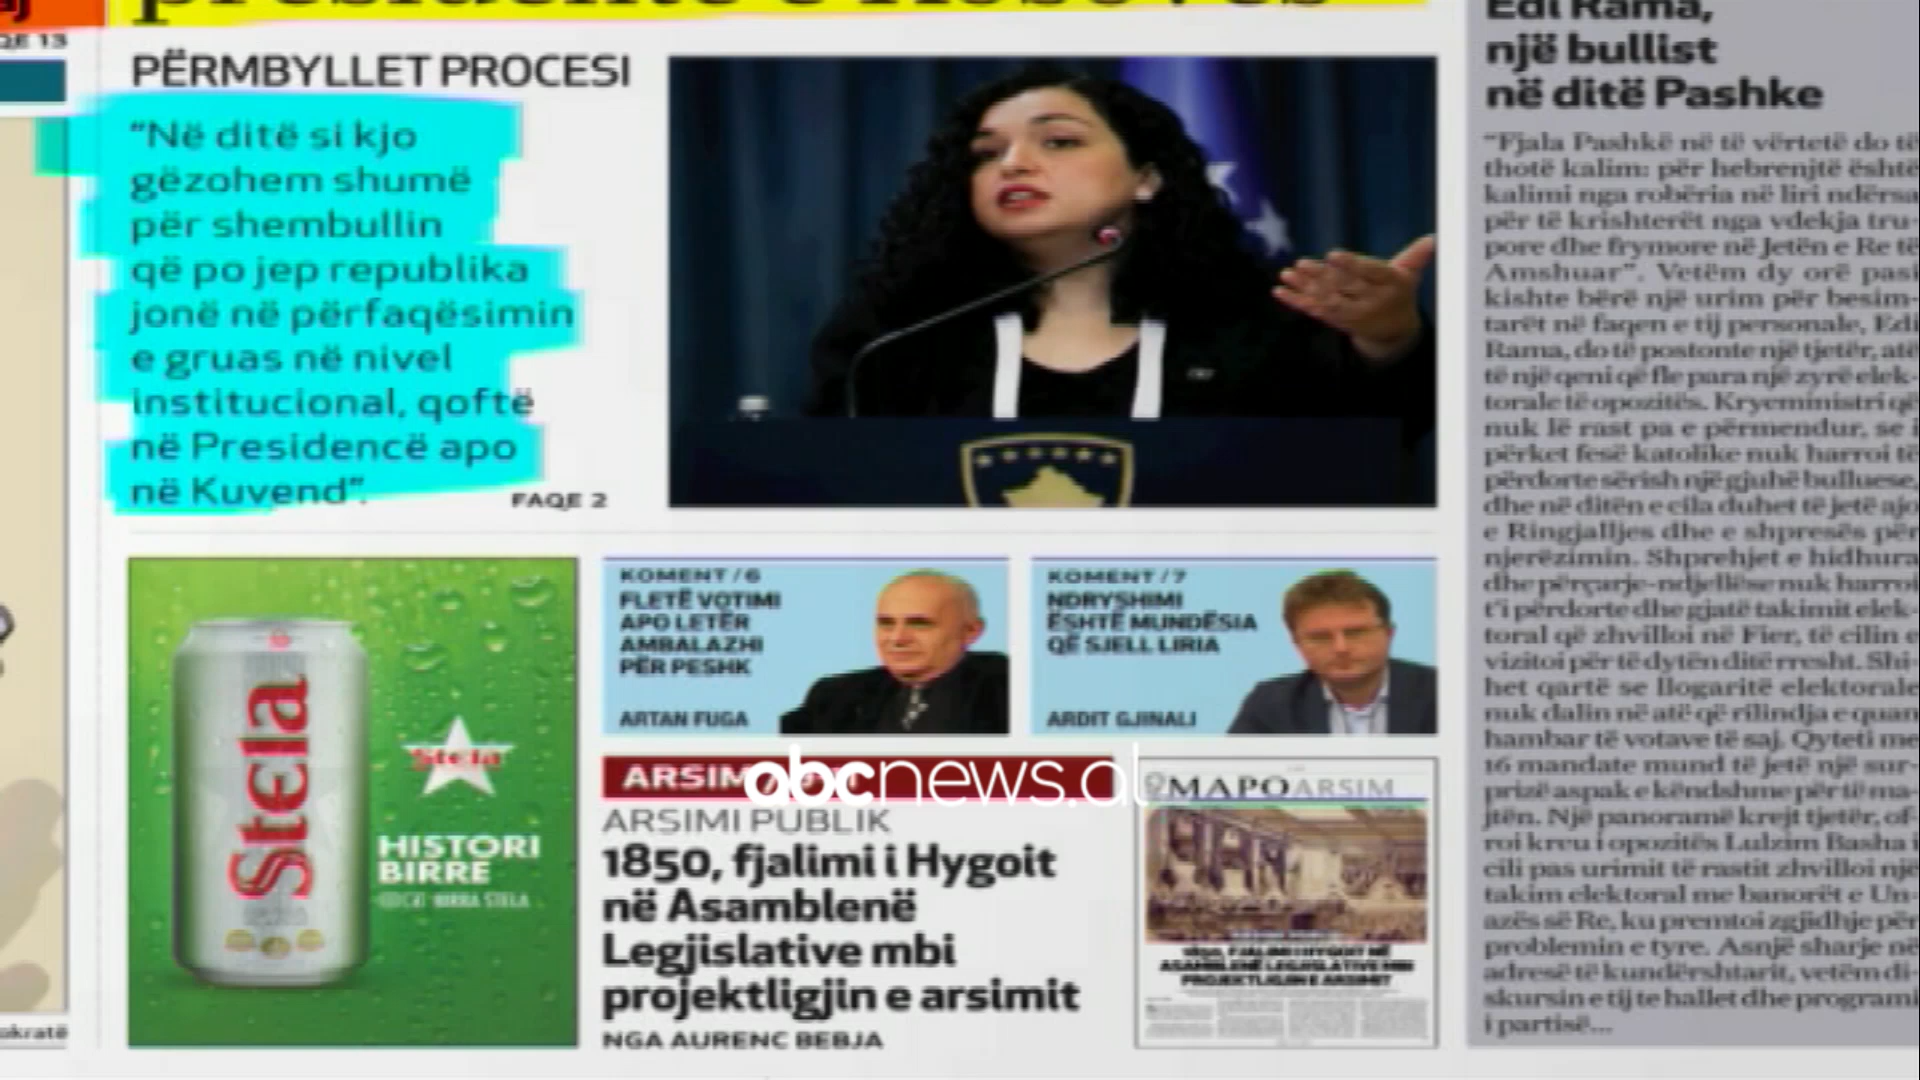 FAQE 13
PËRMBYLLET PROCESI
“Në ditë si kjo
gëzohem shumë
për shembullin
që po jep republika
jonë në përfaqësimin
e gruas në nivel
institucional, qoftë
në Presidencë apo
në Kuvend”.
FAQE 2
Stela
Stela
HISTORI
BIRRE
KOMENT / 6
FLETË VOTIMI
APO LETËR
AMBALAZHI
PËR PESHK
ARTAN FUGA
KOMENT / 7
NDRYSHIMI
ËSHTË MUNDËSIA
QË SJELL LIRIA
ARDIT GJINALI
ARSIM
abcnews.al
ARSIMI PUBLIK
1850, fjalimi i Hygoit
në Asamblenë
Legjislative mbi
projektligjin e arsimit
NGA AURENC BEBJA
MAPO ARSIM
1850, FJALIMI I HYGOIT NË
ASAMBLENË LEGJISLATIVE MBI
PROJEKTLIGJIN E ARSIMIT
Edi Rama,
një bullist
në ditë Pashke
“Fjala Pashkë në të vërtetë do të
thotë kalim: për hebrenjtë është
kalimi nga robëria në liri ndërsa
për të krishterët nga vdekja tru-
pore dhe frymore në Jetën e Re të
Amshuar”. Vetëm dy orë pasi
kishte bërë një urim për besim-
tarët në faqen e tij personale, Edi
Rama, do të postonte një tjetër, atë
të një qeni që fle para një zyrë elek-
torale të opozitës. Kryeministri që
nuk lë rast pa e përmendur, se i
përket fesë katolike nuk harroi të
përdorte sërish një gjuhë bulluese,
dhe në ditën e cila duhet të jetë ajo
e Ringjalljes dhe e shpresës për
njerëzimin. Shprehjet e hidhura
dhe përçarje-ndjellëse nuk harroi
t’i përdorte dhe gjatë takimit elek-
toral që zhvilloi në Fier, të cilin e
vizitoi për të dytën ditë rresht. Shi-
het qartë se llogaritë elektorale
nuk dalin në atë që rilindja e quan
hambar të votave të saj. Qyteti me
16 mandate mund të jetë një sur-
prizë aspak e këndshme për të ma-
jtën. Një panoramë krejt tjetër, of-
roi kreu i opozitës Lulzim Basha i
cili pas urimit të rastit zhvilloi një
takim elektoral me banorët e Un-
azës së Re, ku premtoi zgjidhje për
problemin e tyre. Asnjë sharje në
adresë të kundërshtarit, vetëm di-
skursin e tij te hallet dhe programi
i partisë...